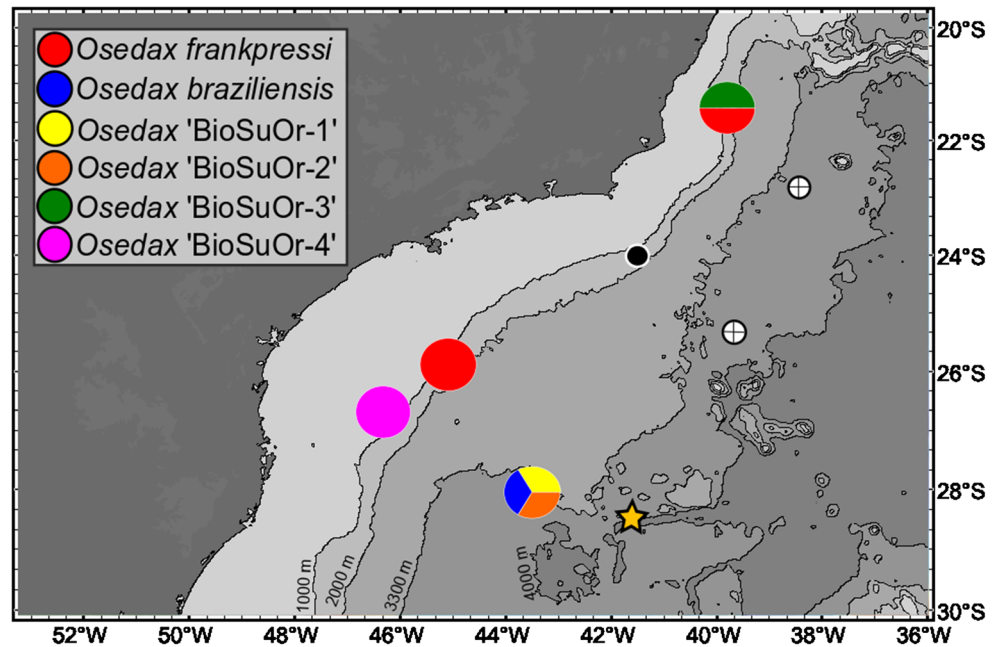 Osedax frankpressi
Osedax braziliensis
Osedax 'BioSuOr-1'
Osedax 'BioSuOr-2'
Osedax 'BioSuOr-3'
Osedax 'BioSuOr-4'
20°S
22°S
24°S
26°S
28°S
30°S
1000 m
2000 m
3300 m
4000 m
52°W 50°W 48°W 46°W 44°W 42°W 40°W 38°W 36°W